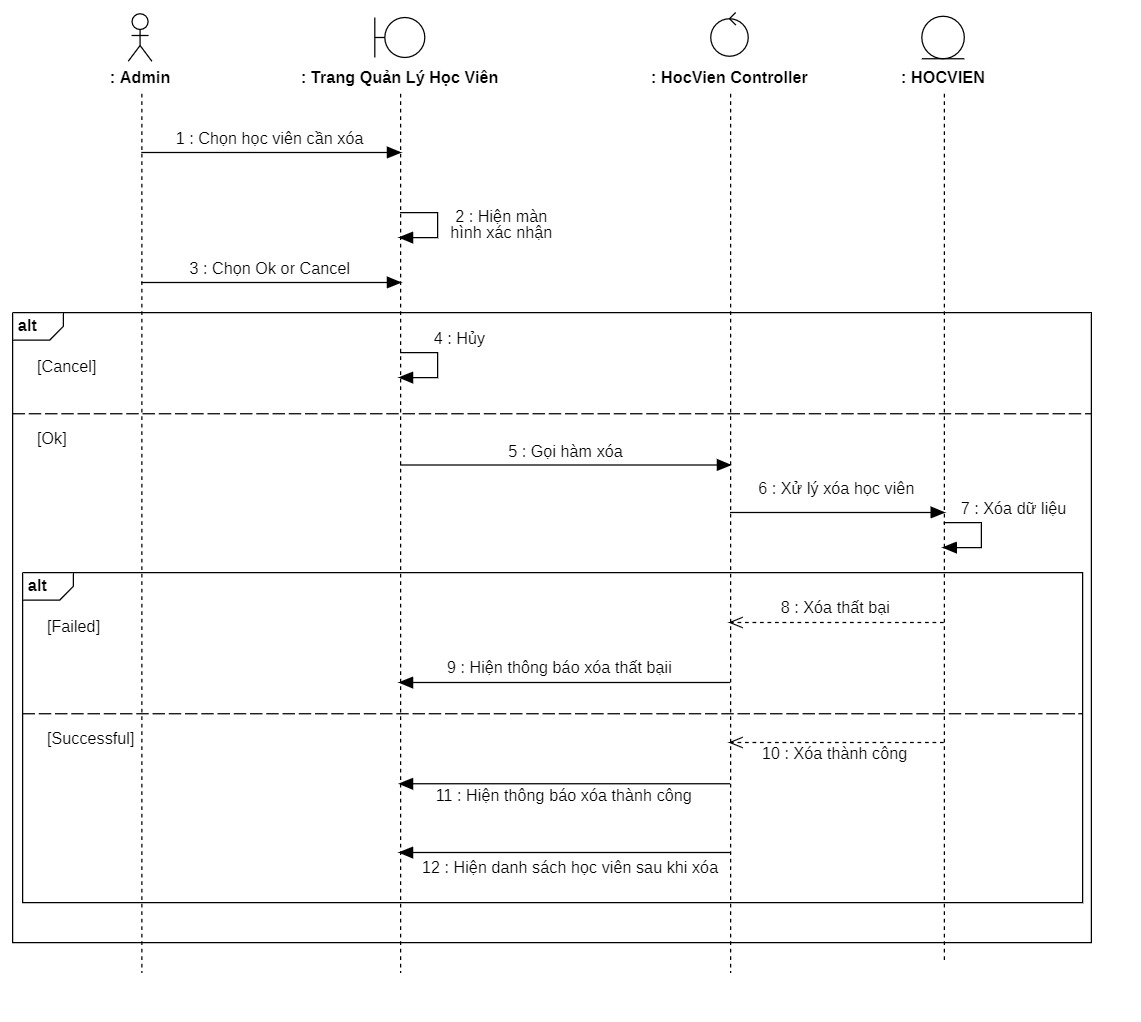 : Admin
: Trang Quản Lý Học Viên
: HocVien Controller
: HOCVIEN
1 : Chọn học viên cần xóa
2 : Hiện màn
hình xác nhận
3 : Chọn Ok or Cancel
alt
4 : Hủy
[Cancel]
[Ok]
5 : Gọi hàm xóa
6 : Xử lý xóa học viên
7 : Xóa dữ liệu
alt
8 : Xóa thất bại
[Failed]
9 : Hiện thông báo xóa thất bạii
[Successful]
10 : Xóa thành công
11 : Hiện thông báo xóa thành công
12 : Hiện danh sách học viên sau khi xóa